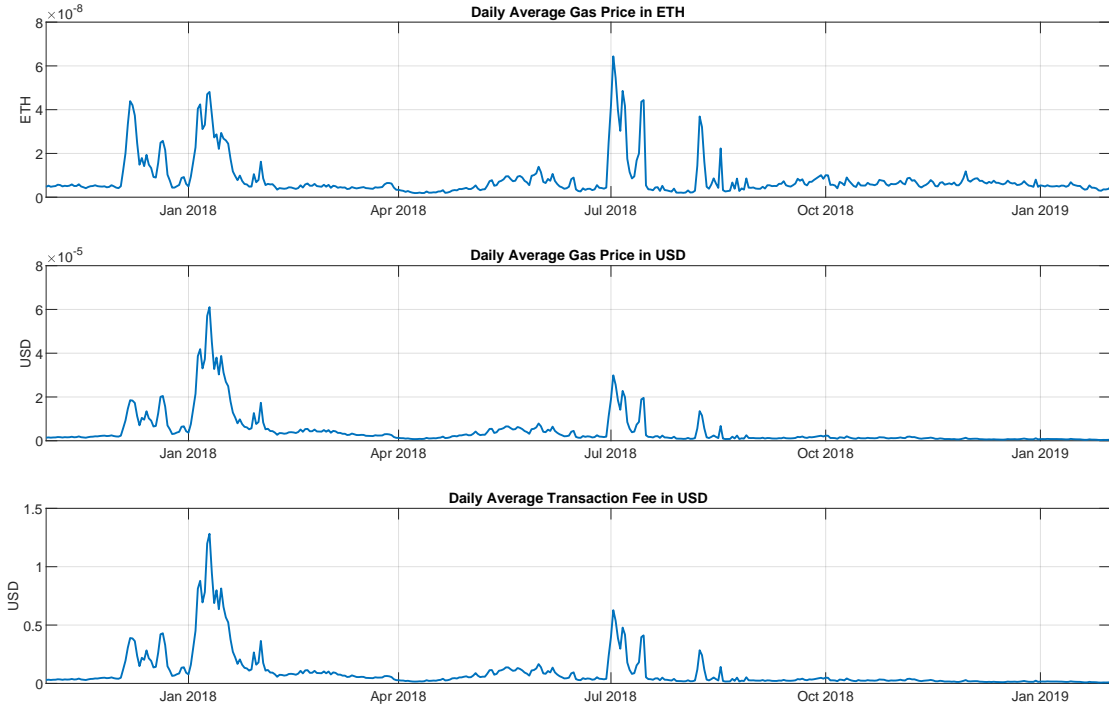 Daily Average Gas Price in ETH
×10-8
8
6
4
2
0
ETH
Jan 2018 Apr 2018 Jul 2018 Oct 2018 Jan 2019
Daily Average Gas Price in USD
×10-5
8
6
4
2
0
USD
Jan 2018 Apr 2018 Jul 2018 Oct 2018 Jan 2019
Daily Average Transaction Fee in USD
1.5
1
0.5
0
USD
Jan 2018 Apr 2018 Jul 2018 Oct 2018 Jan 2019